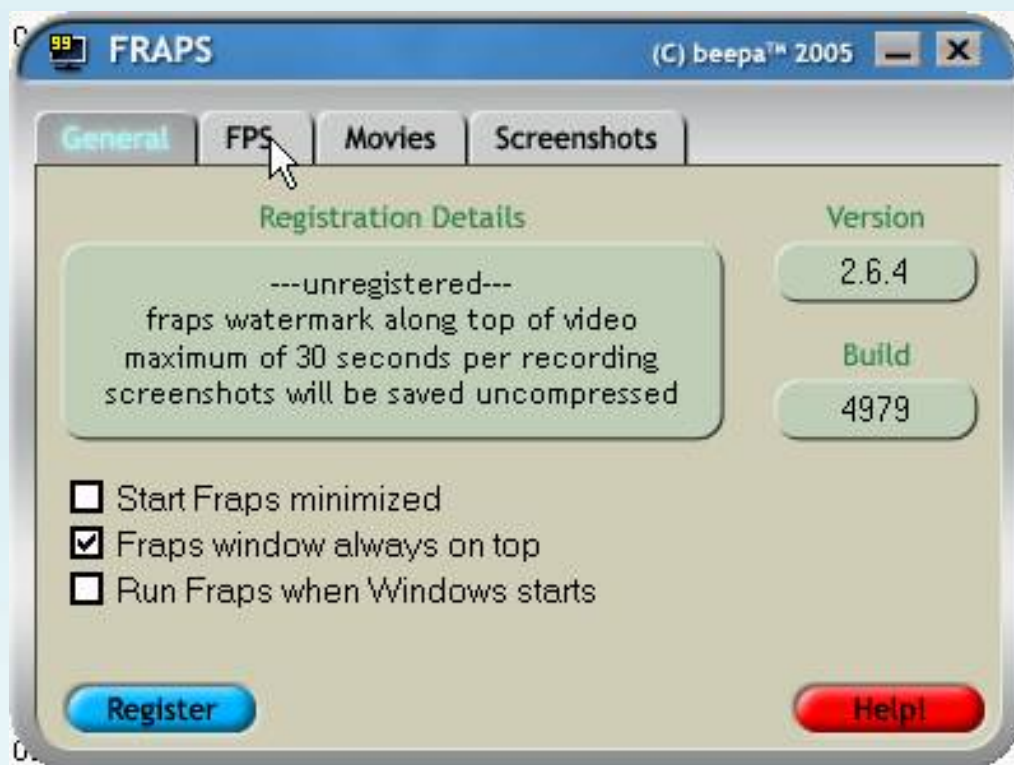 99 FRAPS (C) beepa™ 2005
General FPS Movies Screenshots
Registration Details
---unregistered---
fraps watermark along top of video
maximum of 30 seconds per recording
screenshots will be saved uncompressed
Version
2.6.4
Build
4979
Start Fraps minimized
Fraps window always on top
Run Fraps when Windows starts
Register Help!